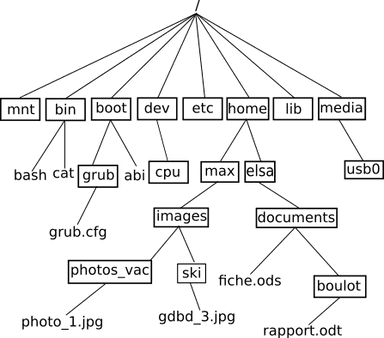 /
mnt bin boot dev etc home lib media
bash cat grub abi cpu max elsa usb0
images documents
grub.cfg
photos_vac ski fiche.ods boulot
photo_1.jpg gdbd_3.jpg rapport.odt